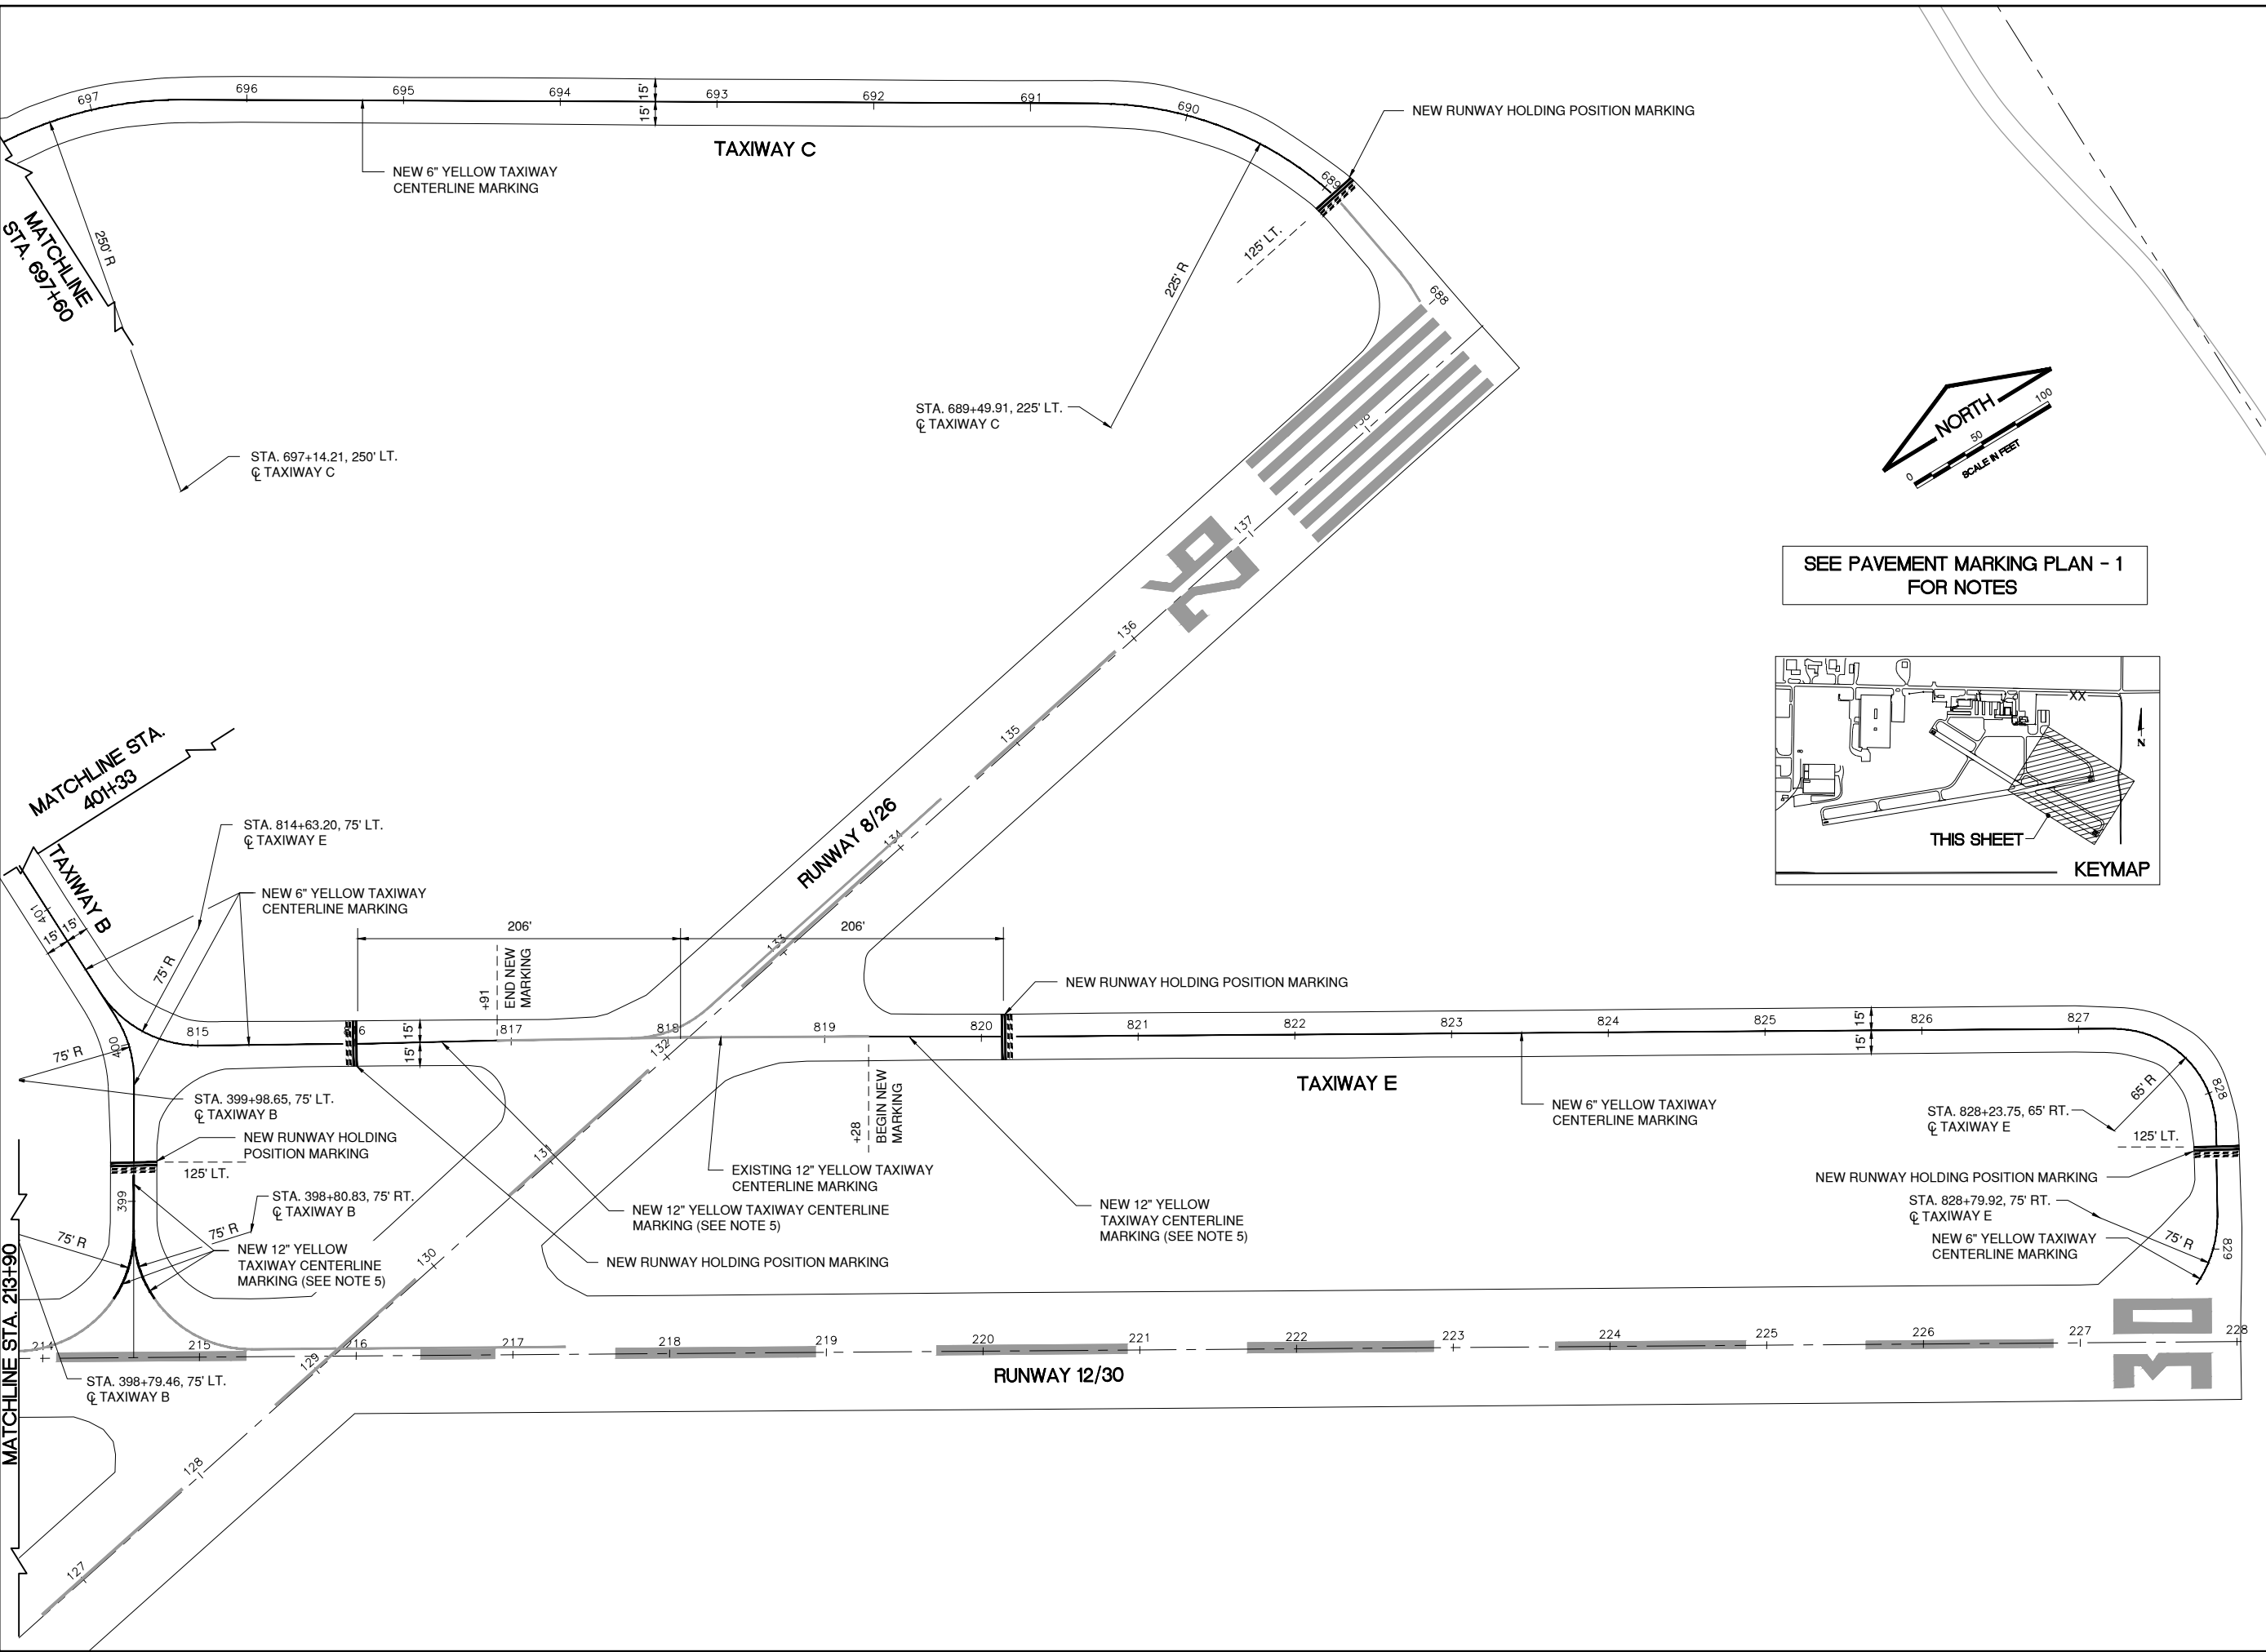 697
696
695
694
693
692
691
690
689
688
15' 15'
TAXIWAY C
NEW RUNWAY HOLDING POSITION MARKING
NEW 6" YELLOW TAXIWAY
CENTERLINE MARKING
MATCHLINE
STA. 697+60
250' R
125' LT.
225' R
STA. 689+49.91, 225' LT.
℄ TAXIWAY C
STA. 697+14.21, 250' LT.
℄ TAXIWAY C
NORTH
0
50
100
SCALE IN FEET
SEE PAVEMENT MARKING PLAN - 1
FOR NOTES
XX
N
THIS SHEET
KEYMAP
26
137
136
135
134
133
132
131
130
129
128
127
RUNWAY 8/26
MATCHLINE STA.
401+33
TAXIWAY B
401
15' 15'
STA. 814+63.20, 75' LT.
℄ TAXIWAY E
NEW 6" YELLOW TAXIWAY
CENTERLINE MARKING
75' R
206'
206'
+91
END NEW
MARKING
NEW RUNWAY HOLDING POSITION MARKING
815
15' 15'
817
818
819
820
821
822
823
824
825
15' 15'
826
827
828
829
400
75' R
TAXIWAY E
STA. 399+98.65, 75' LT.
℄ TAXIWAY B
NEW RUNWAY HOLDING
POSITION MARKING
125' LT.
399
STA. 398+80.83, 75' RT.
℄ TAXIWAY B
75' R
75' R
NEW 12" YELLOW
TAXIWAY CENTERLINE
MARKING (SEE NOTE 5)
+28
BEGIN NEW
MARKING
EXISTING 12" YELLOW TAXIWAY
CENTERLINE MARKING
NEW 12" YELLOW TAXIWAY CENTERLINE
MARKING (SEE NOTE 5)
NEW RUNWAY HOLDING POSITION MARKING
NEW 12" YELLOW
TAXIWAY CENTERLINE
MARKING (SEE NOTE 5)
NEW 6" YELLOW TAXIWAY
CENTERLINE MARKING
65' R
STA. 828+23.75, 65' RT.
℄ TAXIWAY E
125' LT.
NEW RUNWAY HOLDING POSITION MARKING
STA. 828+79.92, 75' RT.
℄ TAXIWAY E
NEW 6" YELLOW TAXIWAY
CENTERLINE MARKING
75' R
MATCHLINE STA. 213+90
214
215
216
217
218
219
220
221
222
223
224
225
226
227
228
30
RUNWAY 12/30
STA. 398+79.46, 75' LT.
℄ TAXIWAY B